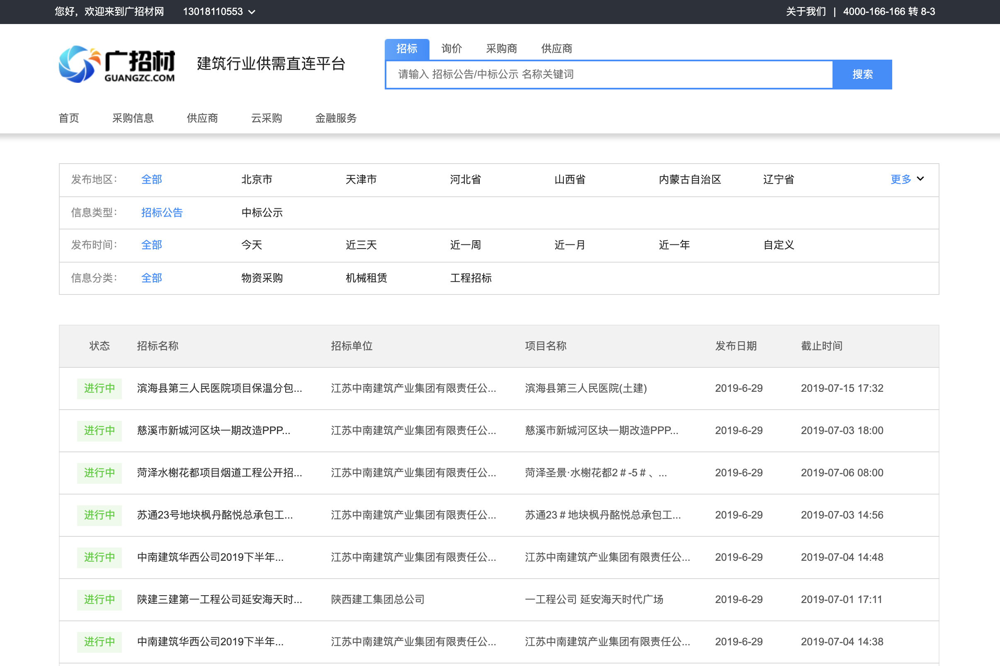 您好，欢迎来到广招材网 13018110553 关于我们 | 4000-166-166 转 8-3
招标 询价 采购商 供应商
广招材
GUANGZC.COM
建筑行业供需直连平台
请输入 招标公告/中标公示 名称关键词 搜索
首页 采购信息 供应商 云采购 金融服务
发布地区： 全部 北京市 天津市 河北省 山西省 内蒙古自治区 辽宁省 更多
信息类型： 招标公告 中标公示
发布时间： 全部 今天 近三天 近一周 近一月 近一年 自定义
信息分类： 全部 物资采购 机械租赁 工程招标
状态 招标名称 招标单位 项目名称 发布日期 截止时间
进行中 滨海县第三人民医院项目保温分包... 江苏中南建筑产业集团有限责任公... 滨海县第三人民医院(土建) 2019-6-29 2019-07-15 17:32
进行中 慈溪市新城河区块一期改造PPP... 江苏中南建筑产业集团有限责任公... 慈溪市新城河区块一期改造PPP... 2019-6-29 2019-07-03 18:00
进行中 菏泽水榭花都项目烟道工程公开招... 江苏中南建筑产业集团有限责任公... 菏泽圣景·水榭花都2＃-5＃、... 2019-6-29 2019-07-06 08:00
进行中 苏通23号地块枫丹酩悦总承包工... 江苏中南建筑产业集团有限责任公... 苏通23＃地块枫丹酩悦总承包工... 2019-6-29 2019-07-03 14:56
进行中 中南建筑华西公司2019下半年... 江苏中南建筑产业集团有限责任公... 江苏中南建筑产业集团有限责任公... 2019-6-29 2019-07-04 14:48
进行中 陕建三建第一工程公司延安海天时... 陕西建工集团总公司 一工程公司 延安海天时代广场 2019-6-29 2019-07-01 17:11
进行中 中南建筑华西公司2019下半年... 江苏中南建筑产业集团有限责任公... 江苏中南建筑产业集团有限责任公... 2019-6-29 2019-07-04 14:38